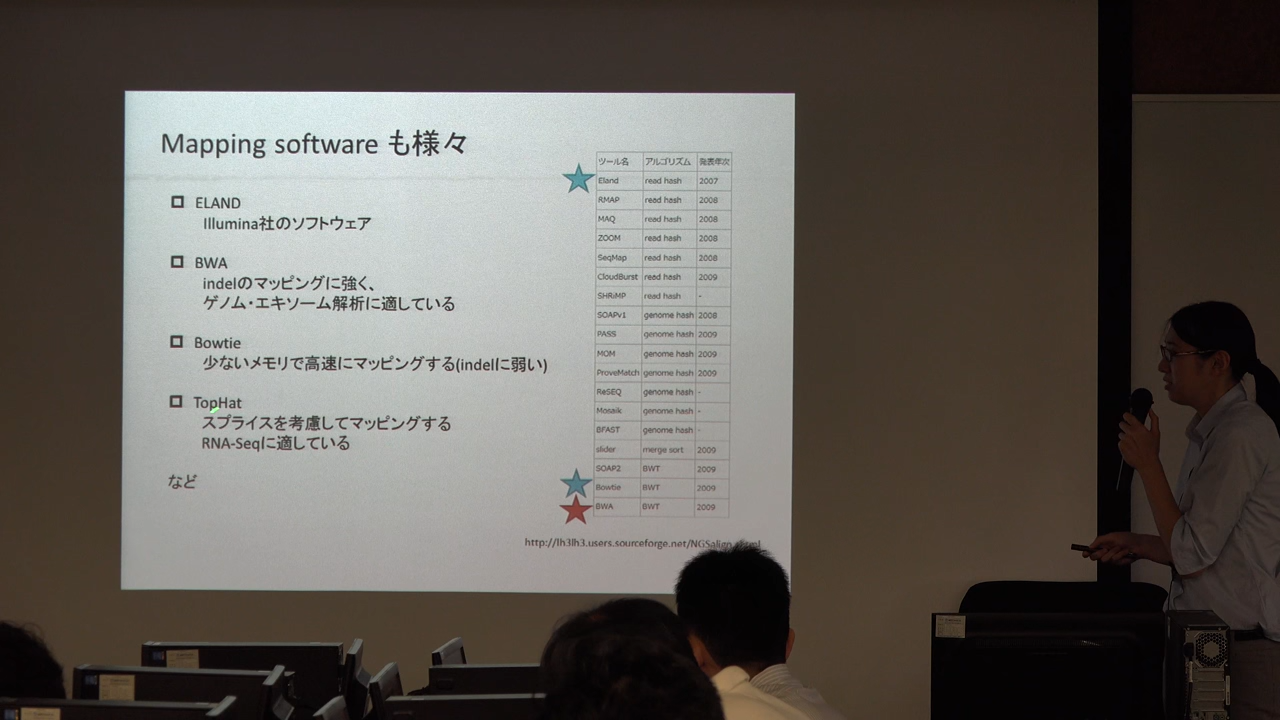 Mapping software も様々
ELAND
Illumina社のソフトウェア
BWA
indelのマッピングに強く、
ゲノム・エキソーム解析に適している
Bowtie
少ないメモリで高速にマッピングする(indelに弱い)
TopHat
スプライスを考慮してマッピングする
RNA-Seqに適している
など
ツール名 アルゴリズム 発表年次
Eland read hash 2007
RMAP read hash 2008
MAQ read hash 2008
ZOOM read hash 2008
SeqMap read hash 2008
CloudBurst read hash 2009
SHRiMP read hash -
SOAPv1 genome hash 2008
PASS genome hash 2009
MOM genome hash 2009
ProveMatch genome hash 2009
ReSEQ genome hash -
Mosaik genome hash -
BFAST genome hash -
slider merge sort 2009
SOAP2 BWT 2009
Bowtie BWT 2009
BWA BWT 2009
http://lh3lh3.users.sourceforge.net/NGSalign.shtml